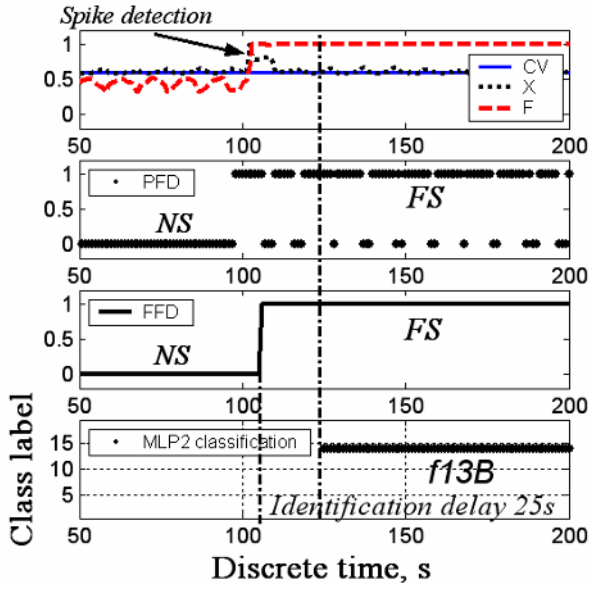 Spike detection
1
0.5
0
CV
X
F
50 100 150 200
1
0.5
0
PFD
NS
FS
50 100 150 200
1
0.5
0
FFD
NS
FS
50 100 150 200
Class label
15
10
5
MLP2 classification
f13B
Identification delay 25s
50 100 150 200
Discrete time, s